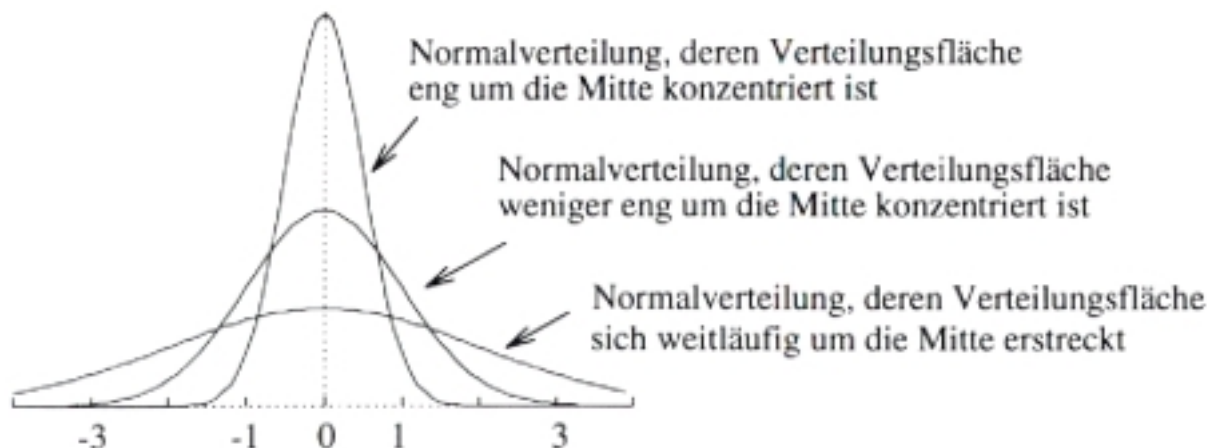 Normalverteilung, deren Verteilungsfläche
eng um die Mitte konzentriert ist
Normalverteilung, deren Verteilungsfläche
weniger eng um die Mitte konzentriert ist
Normalverteilung, deren Verteilungsfläche
sich weitläufig um die Mitte erstreckt
-3 -1 0 1 3